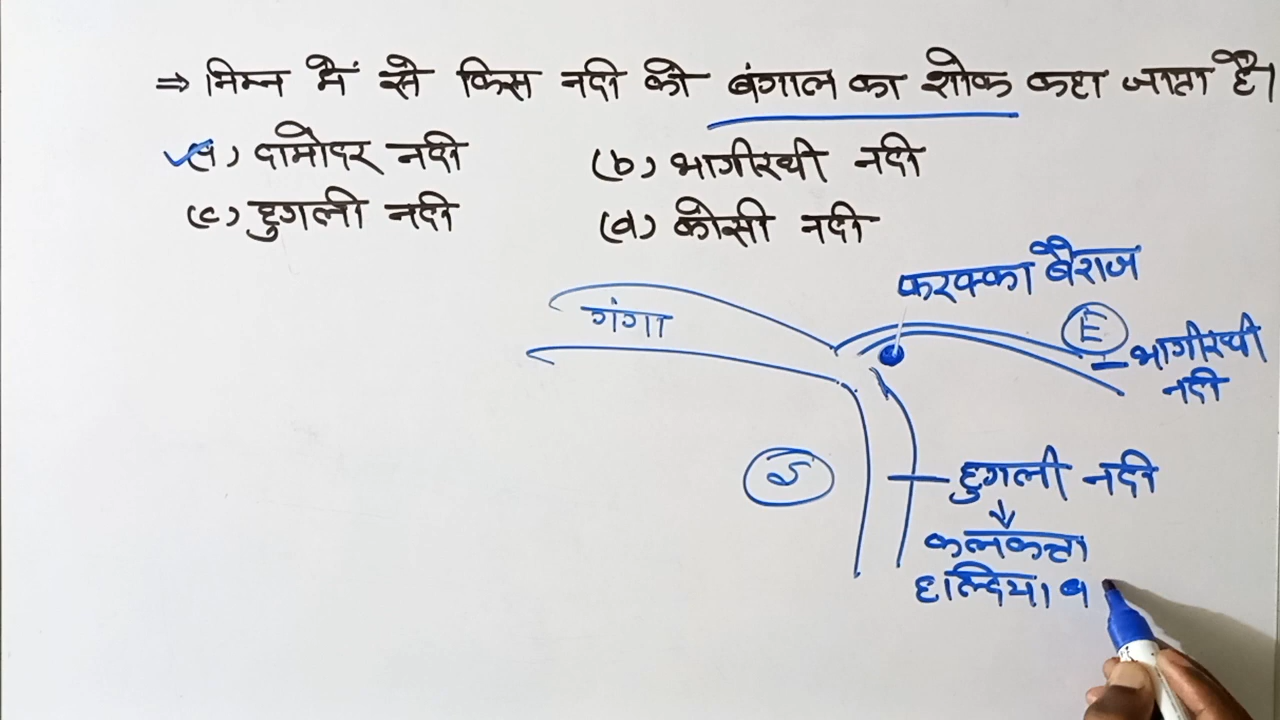 ⇒ निम्न में से किस नदी को बंगाल का शोक कहा जाता है।
(a) दामोदर नदी (b) भागीरथी नदी
(c) हुगली नदी (d) कोसी नदी
फरक्का बैराज
गंगा
E
भागीरथी
नदी
S
हुगली नदी
कलकत्ता
हल्दिया ब